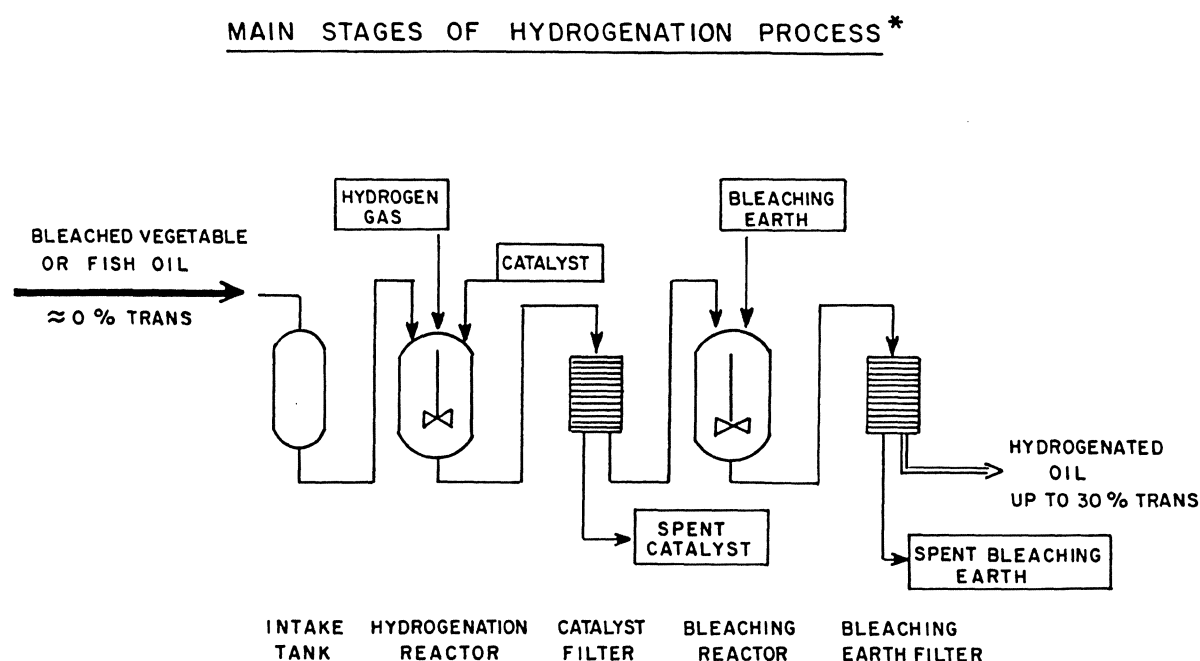 MAIN STAGES OF HYDROGENATION PROCESS*
HYDROGEN
GAS
BLEACHING
EARTH
BLEACHED VEGETABLE
OR FISH OIL
≈0 % TRANS
CATALYST
HYDROGENATED
OIL
UP TO 30 % TRANS
SPENT
CATALYST
SPENT BLEACHING
EARTH
INTAKE
TANK
HYDROGENATION
REACTOR
CATALYST
FILTER
BLEACHING
REACTOR
BLEACHING
EARTH FILTER